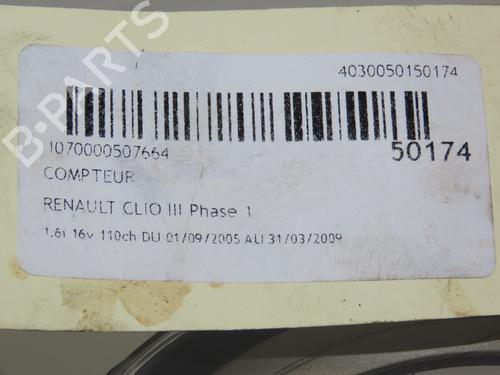 4030050150174
1070000507664
50174
COMPTEUR
RENAULT CLIO III Phase 1
1.6i 16v 110ch DU 01/09/2005 AU 31/03/2009
B-PARTS